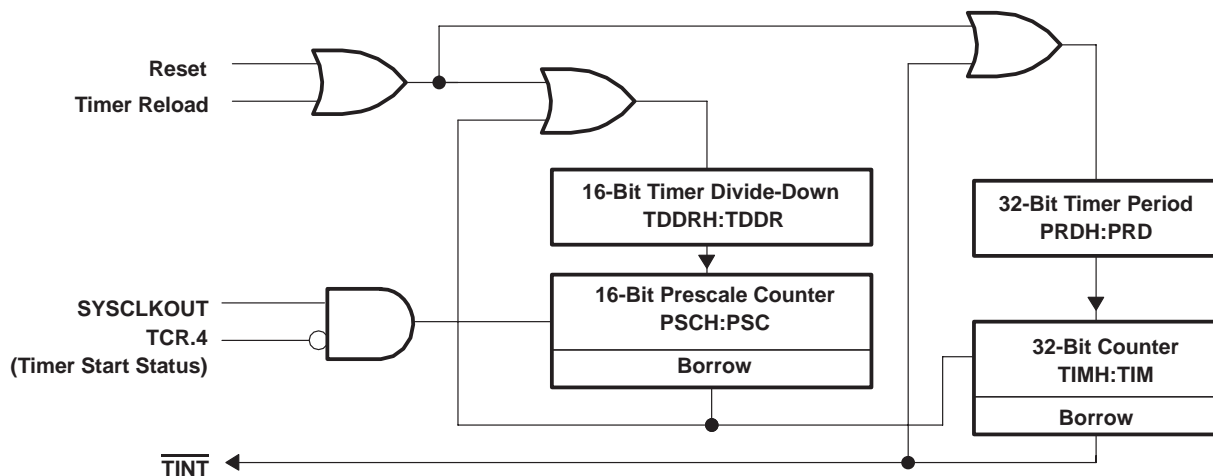 Reset
Timer Reload
16-Bit Timer Divide-Down
TDDRH:TDDR
32-Bit Timer Period
PRDH:PRD
SYSCLKOUT
TCR.4
(Timer Start Status)
16-Bit Prescale Counter
PSCH:PSC
Borrow
32-Bit Counter
TIMH:TIM
Borrow
TINT